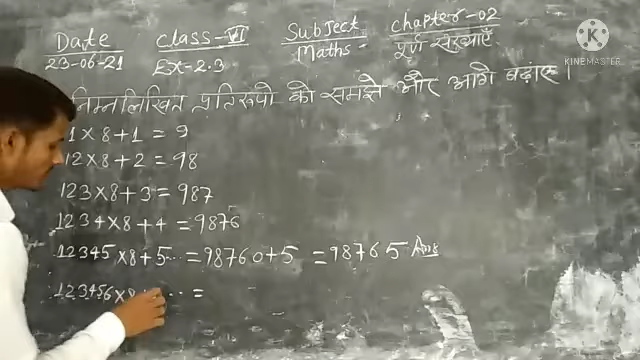 Date Class-VI Subject Chapter-02
23-06-21 Ex-2.3 Maths- पूर्ण संख्याएँ
KINEMASTER
निम्नलिखित प्रतिरूपो को समझे और आगे बढ़ाए।
1 × 8 + 1 = 9
12 × 8 + 2 = 98
123 × 8 + 3 = 987
1234 × 8 + 4 = 9876
12345 × 8 + 5... = 98760 + 5 = 98765 Ans
123456 × 8 ... =